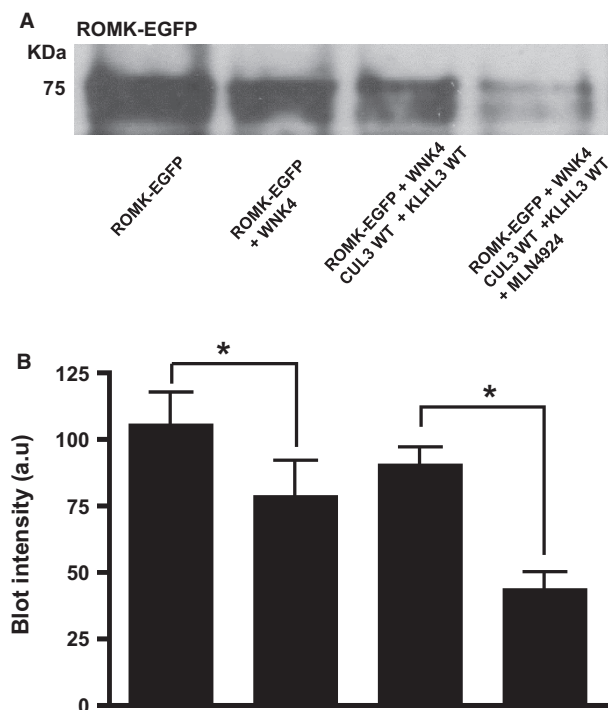 A
ROMK-EGFP
KDa
75
ROMK-EGFP
ROMK-EGFP
+ WNK4
ROMK-EGFP + WNK4
CUL3 WT + KLHL3 WT
ROMK-EGFP + WNK4
CUL3 WT +KLHL3 WT
+ MLN4924
B
Blot intensity (a.u)
125
100
75
50
25
0
*
*